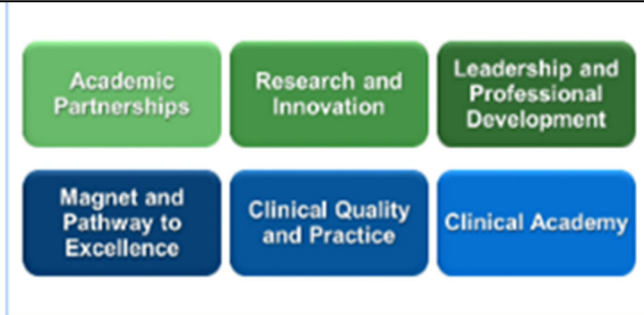 Academic
Partnerships
Research and
Innovation
Leadership and
Professional
Development
Magnet and
Pathway to
Excellence
Clinical Quality
and Practice
Clinical Academy